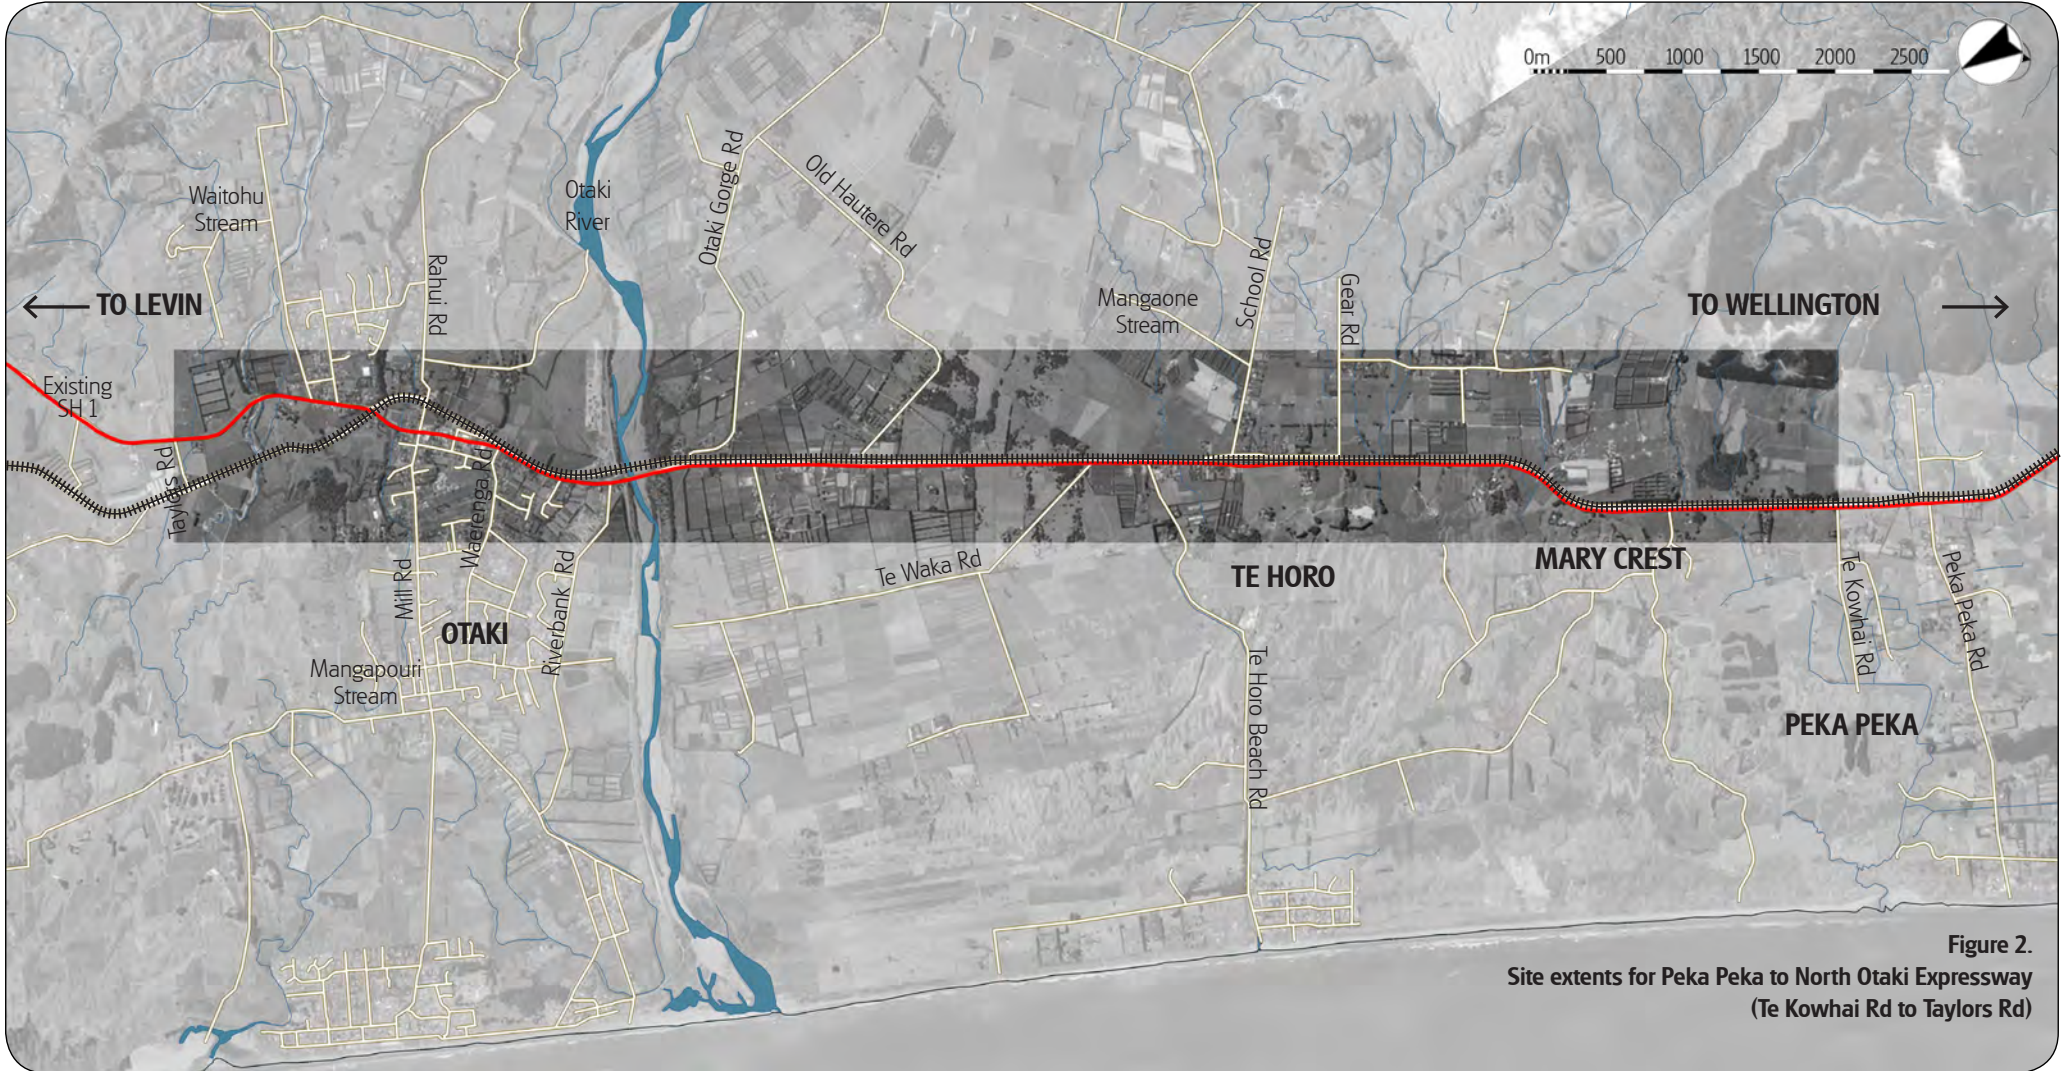 0m 500 1000 1500 2000 2500
Waitohu
Stream
Otaki
River
Otaki Gorge Rd
Old Hautere Rd
Rahui Rd
Mangaone
Stream
School Rd
Gear Rd
TO LEVIN
TO WELLINGTON
Existing
SH 1
Taylors Rd
Waerenga Rd
Mill Rd
Riverbank Rd
Te Waka Rd
TE HORO
MARY CREST
Te Kowhai Rd
Peka Peka Rd
OTAKI
Mangapouri
Stream
Te Horo Beach Rd
PEKA PEKA
Figure 2.
Site extents for Peka Peka to North Otaki Expressway
(Te Kowhai Rd to Taylors Rd)